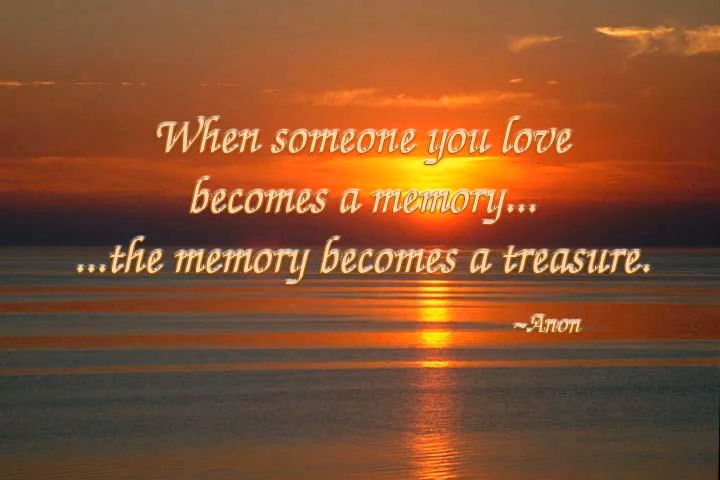 When someone you love
becomes a memory...
...the memory becomes a treasure.
~Anon